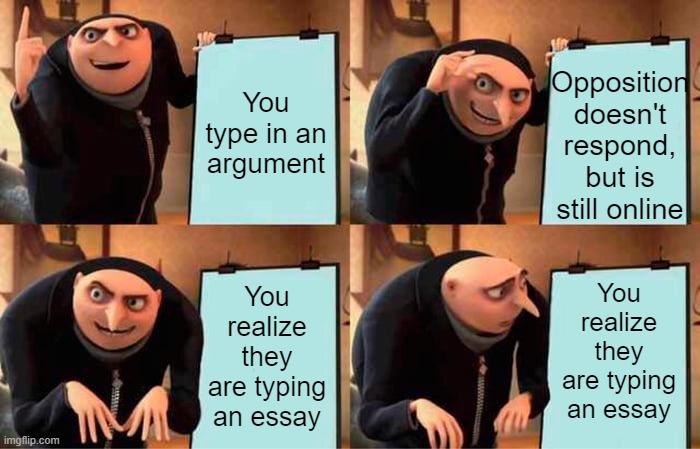 You
type in an
argument
Opposition
doesn't
respond,
but is
still online
You
realize
they
are typing
an essay
You
realize
they
are typing
an essay
imgflip.com